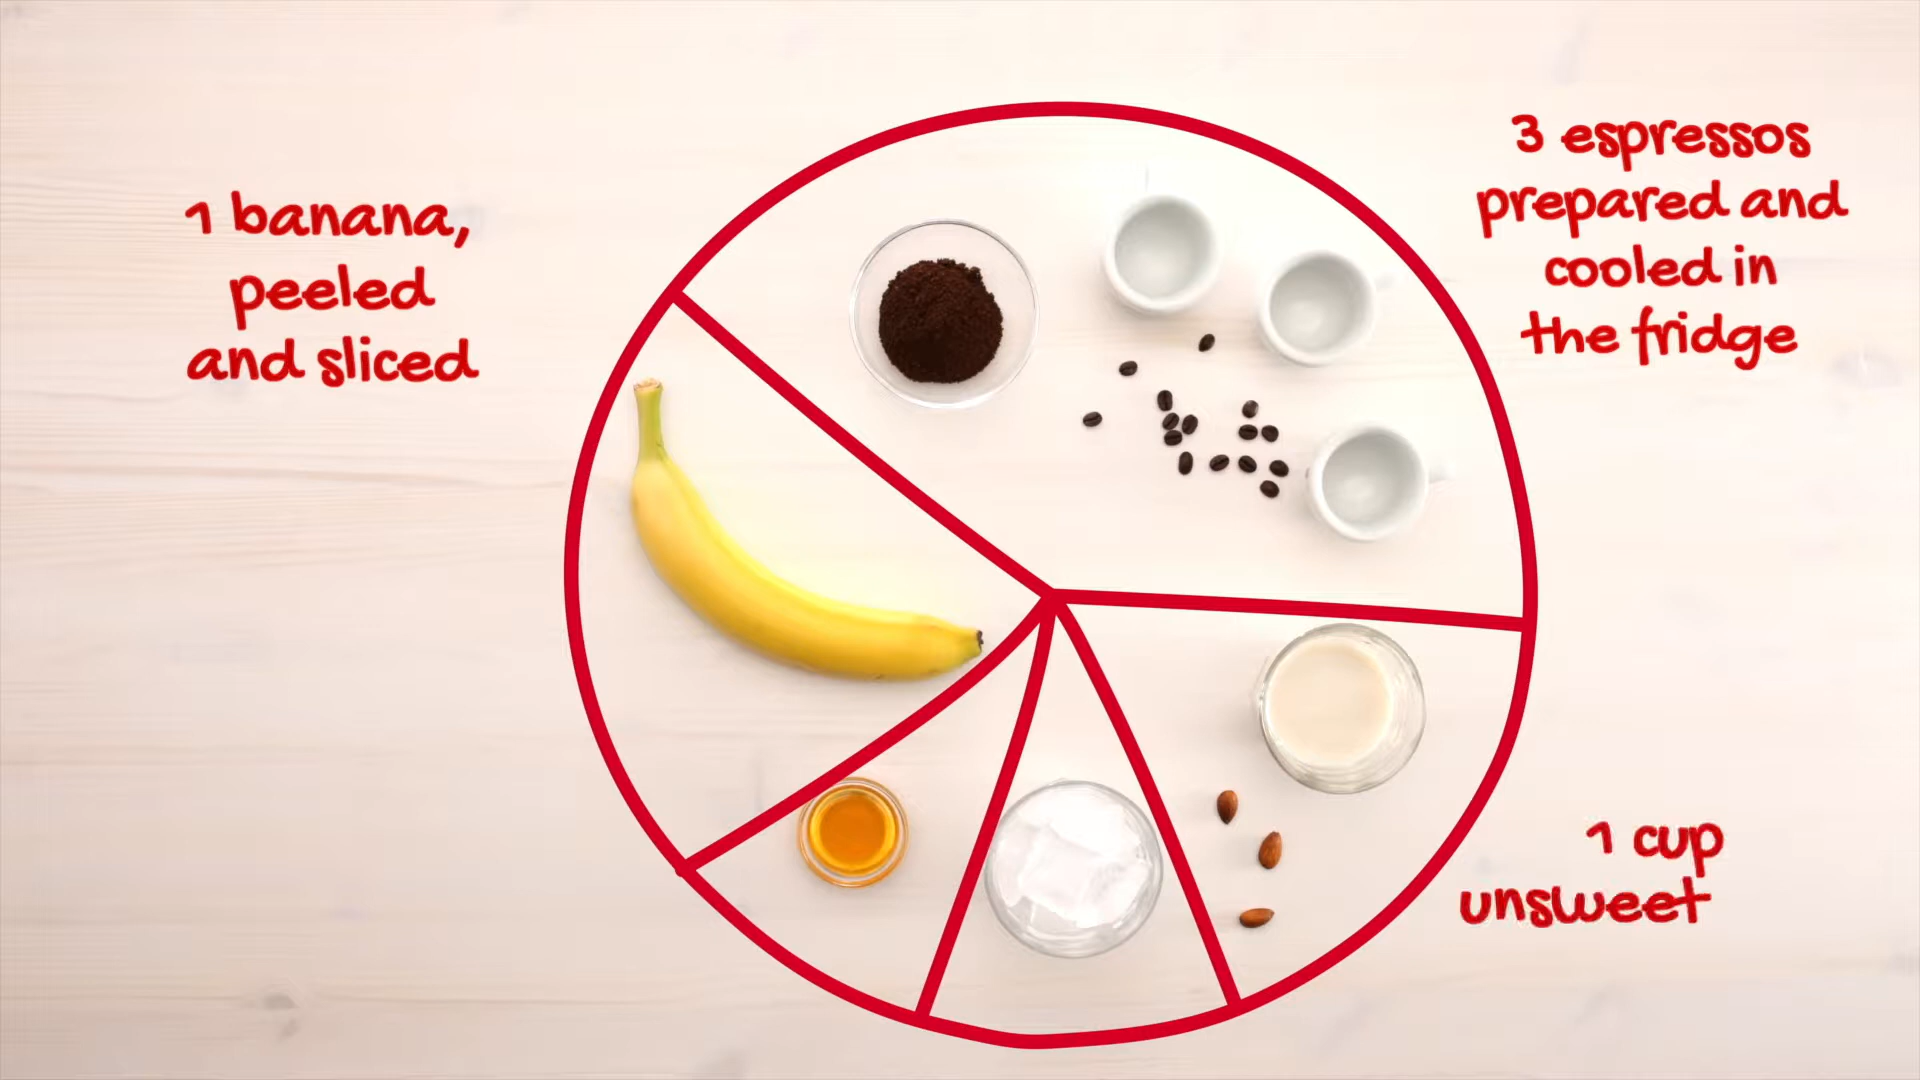 1 banana,
peeled
and sliced
3 espressos
prepared and
cooled in
the fridge
1 cup
unsweet